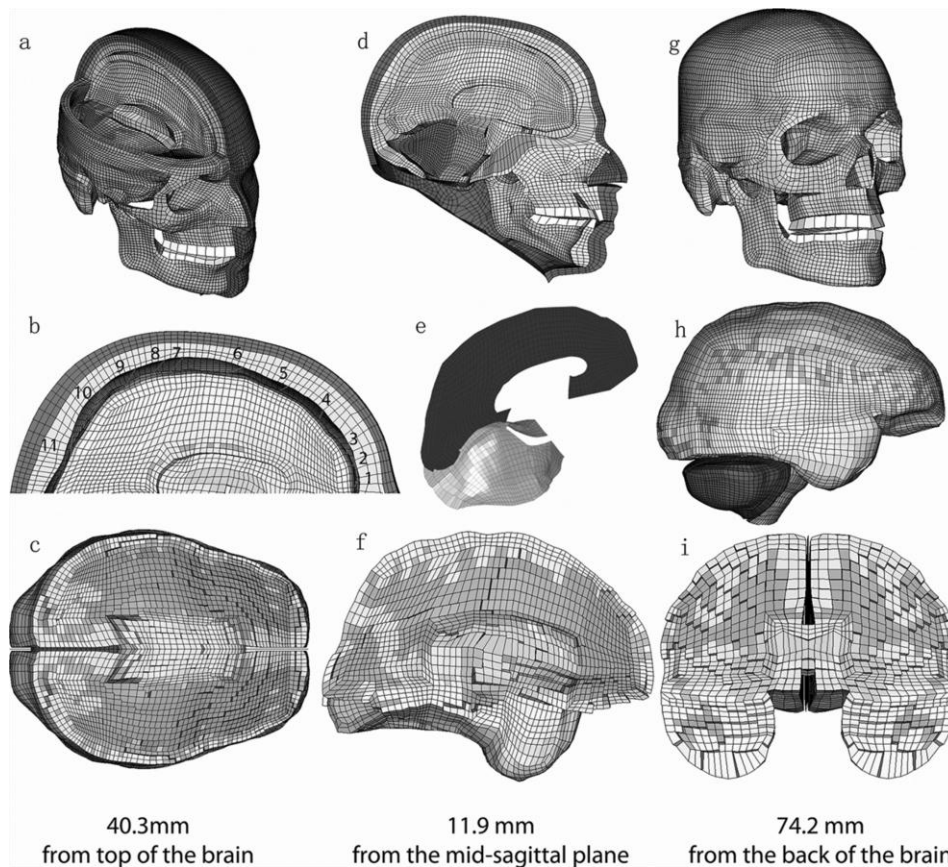 a
d
g
b
1
2
3
4
5
6
7
8
9
10
11
e
h
c
f
i
40.3mm
from top of the brain
11.9 mm
from the mid-sagittal plane
74.2 mm
from the back of the brain